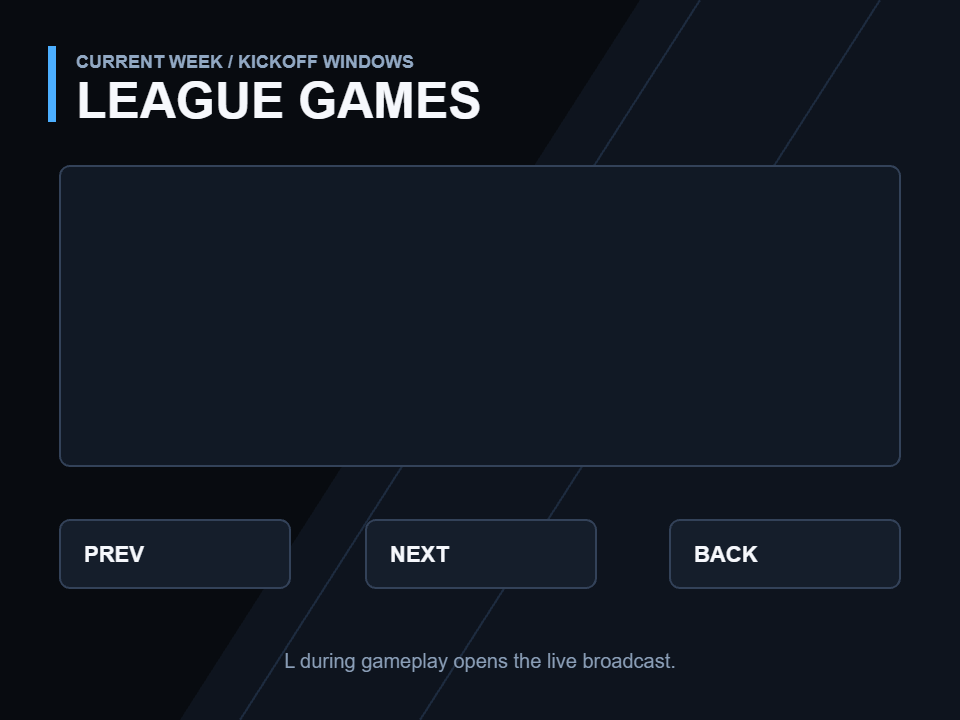 CURRENT WEEK / KICKOFF WINDOWS
LEAGUE GAMES
PREV
NEXT
BACK
L during gameplay opens the live broadcast.